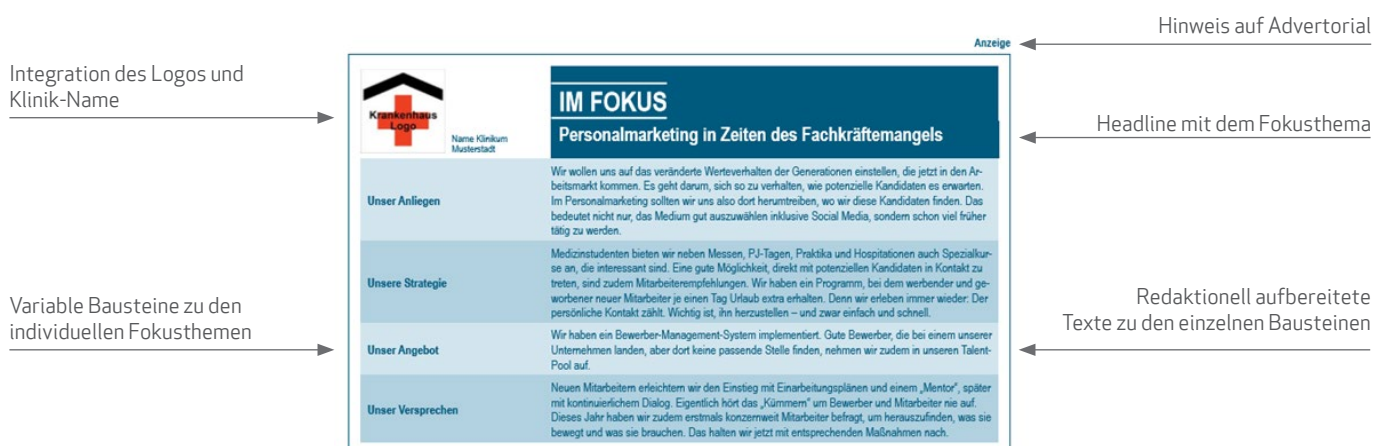 Hinweis auf Advertorial
Anzeige
Integration des Logos und
Klinik-Name
Krankenhaus
Logo
Name Klinikum
Musterstadt
IM FOKUS
Personalmarketing in Zeiten des Fachkräftemangels
Headline mit dem Fokusthema
Unser Anliegen
Wir wollen uns auf das veränderte Werteverhalten der Generationen einstellen, die jetzt in den Ar-
beitsmarkt kommen. Es geht darum, sich so zu verhalten, wie potenzielle Kandidaten es erwarten.
Im Personalmarketing sollten wir uns also dort herumtreiben, wo wir diese Kandidaten finden. Das
bedeutet nicht nur, das Medium gut auszuwählen inklusive Social Media, sondern schon viel früher
tätig zu werden.
Unsere Strategie
Medizinstudenten bieten wir neben Messen, PJ-Tagen, Praktika und Hospitationen auch Spezialkur-
se an, die interessant sind. Eine gute Möglichkeit, direkt mit potenziellen Kandidaten in Kontakt zu
treten, sind zudem Mitarbeiterempfehlungen. Wir haben ein Programm, bei dem werbender und ge-
worbener neuer Mitarbeiter je einen Tag Urlaub extra erhalten. Denn wir erleben immer wieder: Der
persönliche Kontakt zählt. Wichtig ist, ihn herzustellen – und zwar einfach und schnell.
Variable Bausteine zu den
individuellen Fokusthemen
Redaktionell aufbereitete
Texte zu den einzelnen Bausteinen
Unser Angebot
Wir haben ein Bewerber-Management-System implementiert. Gute Bewerber, die bei einem unserer
Unternehmen landen, aber dort keine passende Stelle finden, nehmen wir zudem in unseren Talent-
Pool auf.
Unser Versprechen
Neuen Mitarbeitern erleichtern wir den Einstieg mit Einarbeitungsplänen und einem „Mentor“, später
mit kontinuierlichem Dialog. Eigentlich hört das „Kümmern“ um Bewerber und Mitarbeiter nie auf.
Dieses Jahr haben wir zudem erstmals konzernweit Mitarbeiter befragt, um herauszufinden, was sie
bewegt und was sie brauchen. Das halten wir jetzt mit entsprechenden Maßnahmen nach.